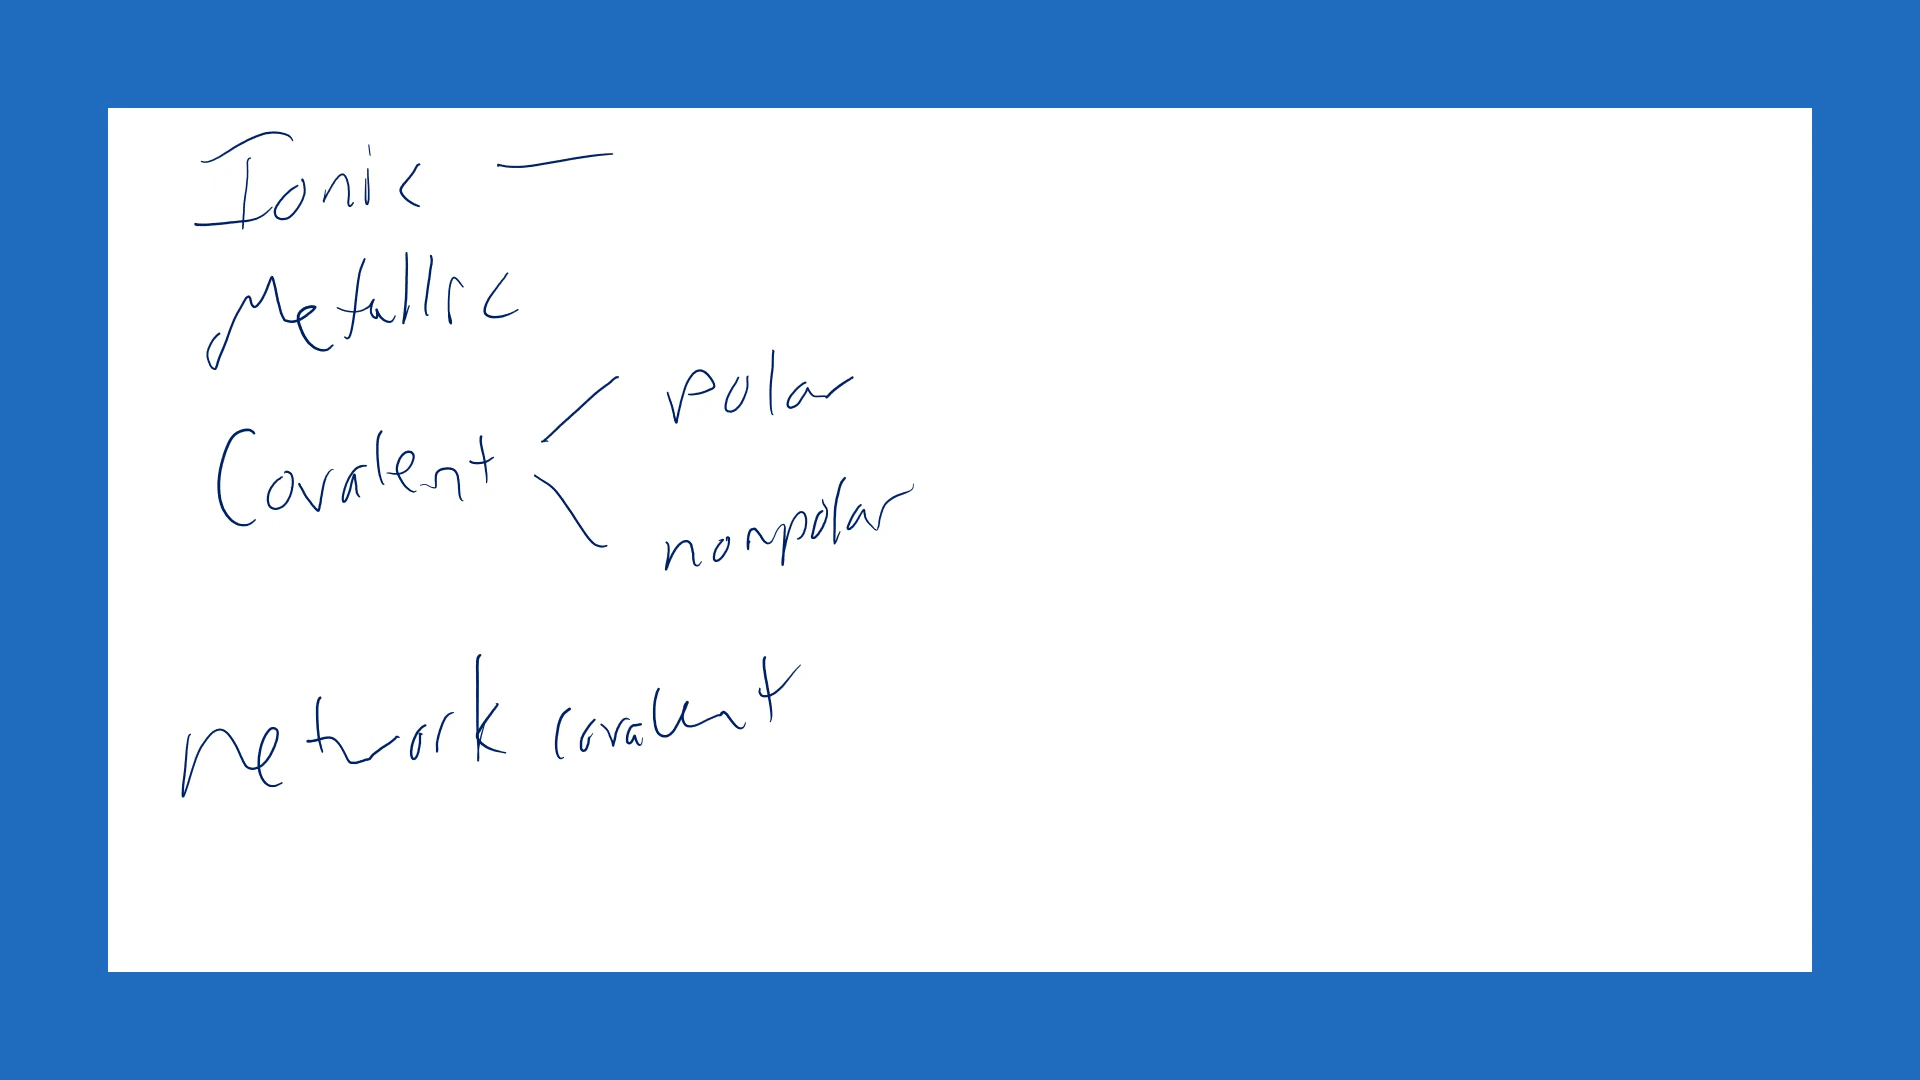 Ionic —
Metallic
polar
Covalent
nonpolar
network covalent